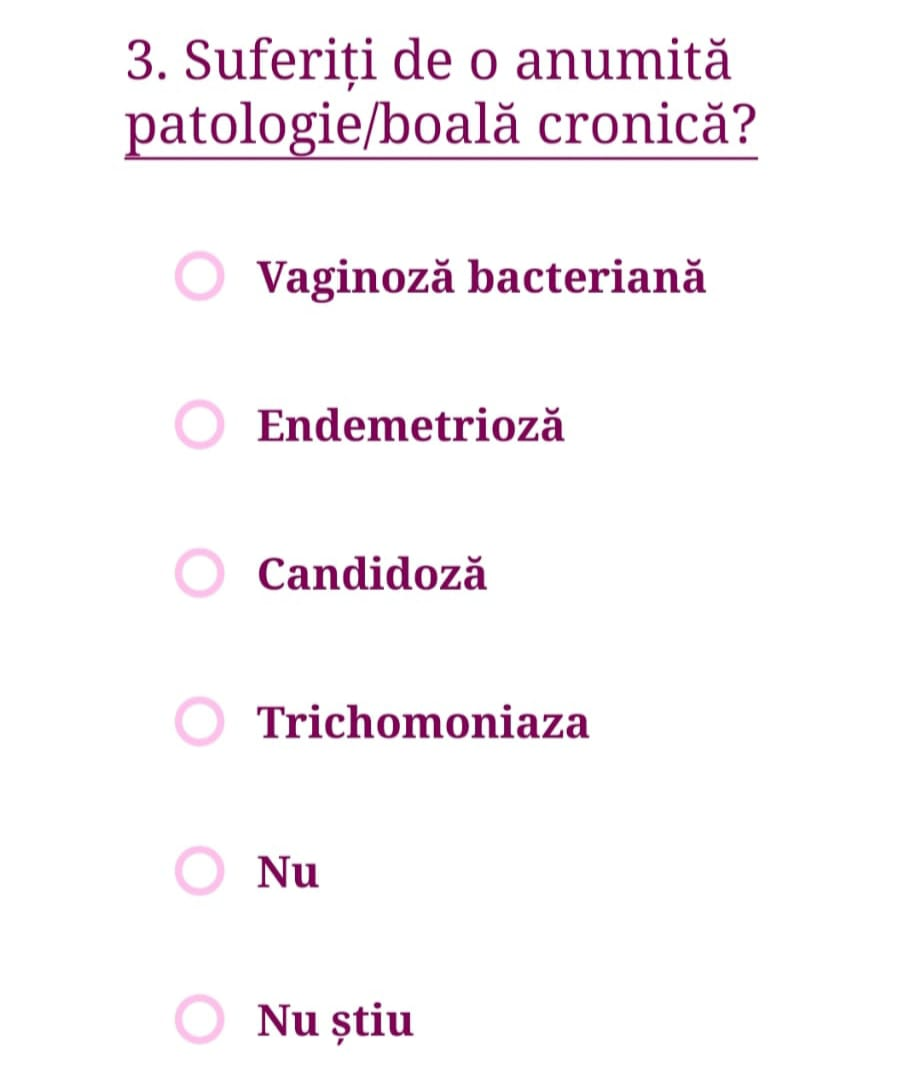 3. Suferiți de o anumită
patologie/boală cronică?
Vaginoză bacteriană
Endemetrioză
Candidoză
Trichomoniaza
Nu
Nu știu